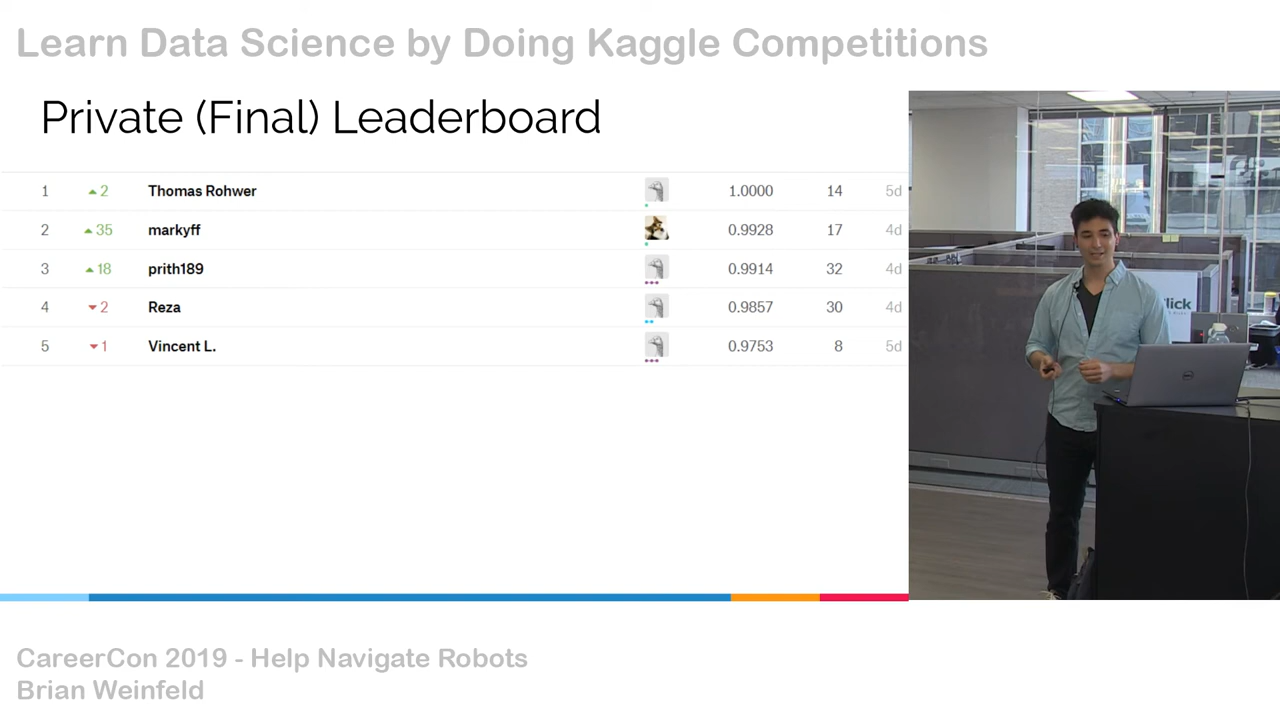 Learn Data Science by Doing Kaggle Competitions
Private (Final) Leaderboard
1 2 Thomas Rohwer 1.0000 14 5d
2 35 markyff 0.9928 17 4d
3 18 prith189 0.9914 32 4d
4 2 Reza 0.9857 30 4d
5 1 Vincent L. 0.9753 8 5d
lick
CareerCon 2019 - Help Navigate Robots
Brian Weinfeld